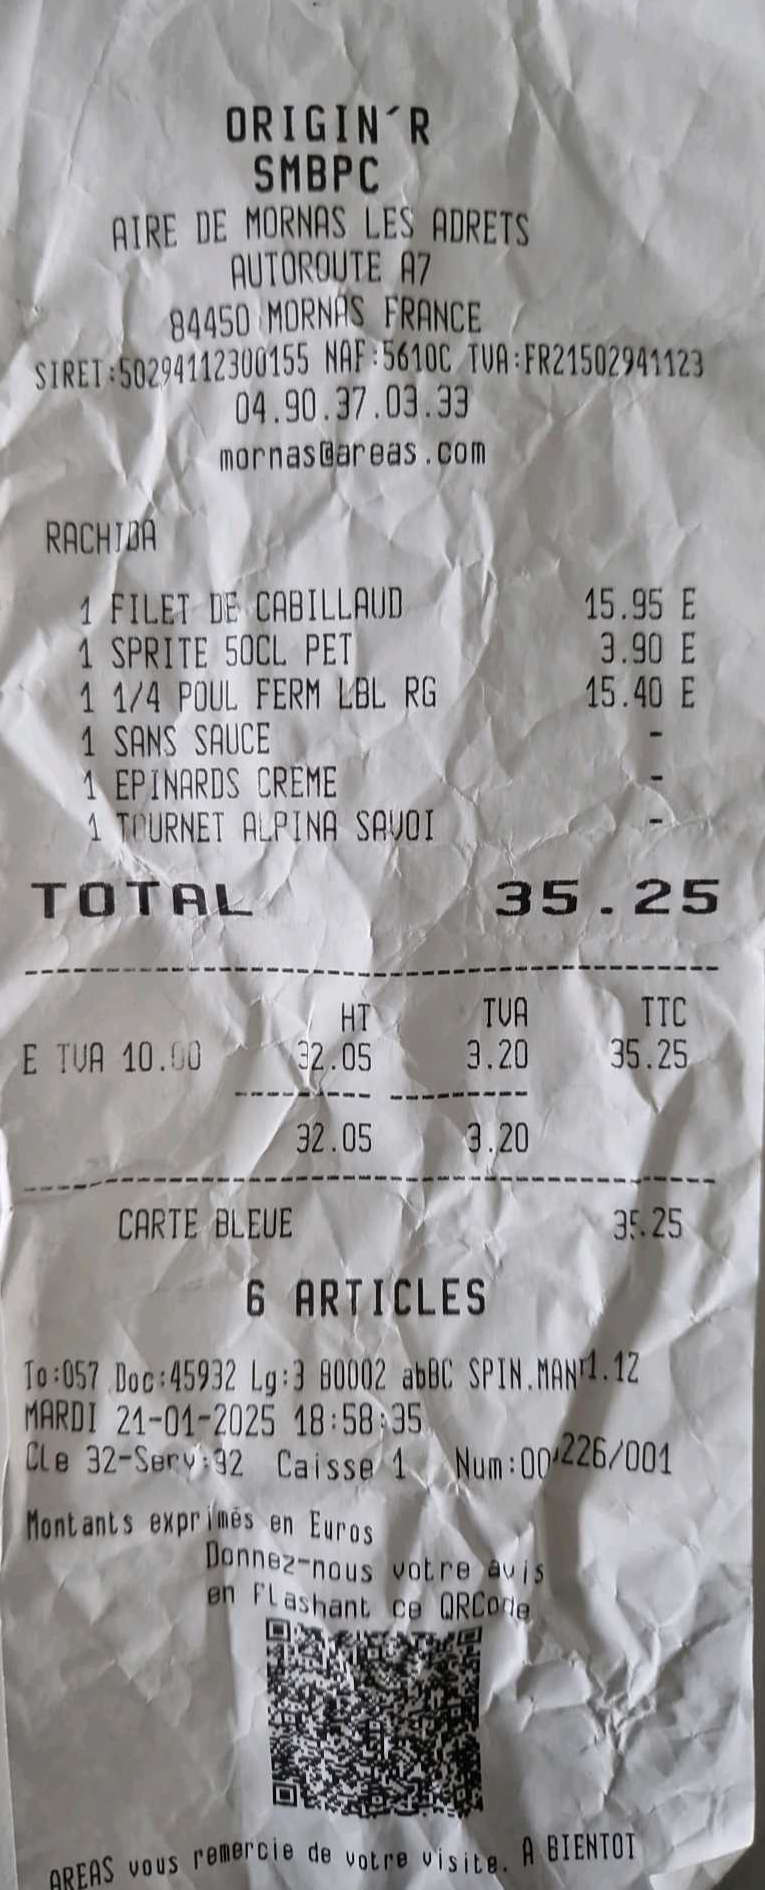 ORIGIN´R
SMBPC
AIRE DE MORNAS LES ADRETS
AUTOROUTE A7
84450 MORNAS FRANCE
SIRET:50294112300155 NAF:5610C TVA:FR21502941123
04.90.37.03.33
mornas@areas.com
RACHIDA
1 FILET DE CABILLAUD 15.95 E
1 SPRITE 50CL PET 3.90 E
1 1/4 POUL FERM LBL RG 15.40 E
1 SANS SAUCE -
1 EPINARDS CREME -
1 TOURNET ALPINA SAVOI -
TOTAL 35.25
HT TVA TTC
E TVA 10.00 32.05 3.20 35.25
32.05 3.20
CARTE BLEUE 35.25
6 ARTICLES
To:057 Doc:45932 Lg:3 B0002 abBC SPIN.MAN 1.12
MARDI 21-01-2025 18:58:35
Cle 32-Serv:32 Caisse 1 Num:00 226/001
Montants exprimés en Euros
Donnez-nous votre avis
en flashant ce QRCode
AREAS vous remercie de votre visite. A BIENTOT